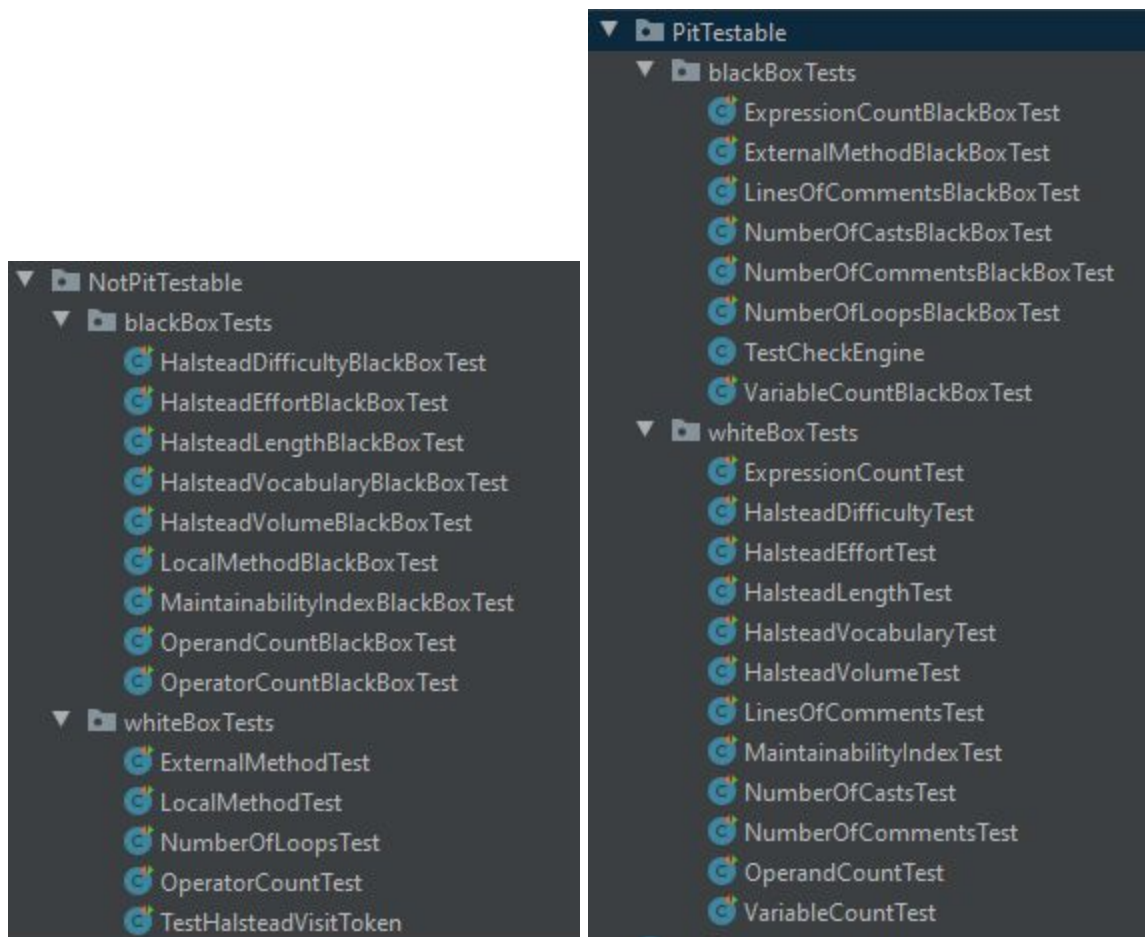 NotPitTestable
blackBoxTests
HalsteadDifficultyBlackBoxTest
HalsteadEffortBlackBoxTest
HalsteadLengthBlackBoxTest
HalsteadVocabularyBlackBoxTest
HalsteadVolumeBlackBoxTest
LocalMethodBlackBoxTest
MaintainabilityIndexBlackBoxTest
OperandCountBlackBoxTest
OperatorCountBlackBoxTest
whiteBoxTests
ExternalMethodTest
LocalMethodTest
NumberOfLoopsTest
OperatorCountTest
TestHalsteadVisitToken
PitTestable
blackBoxTests
ExpressionCountBlackBoxTest
ExternalMethodBlackBoxTest
LinesOfCommentsBlackBoxTest
NumberOfCastsBlackBoxTest
NumberOfCommentsBlackBoxTest
NumberOfLoopsBlackBoxTest
TestCheckEngine
VariableCountBlackBoxTest
whiteBoxTests
ExpressionCountTest
HalsteadDifficultyTest
HalsteadEffortTest
HalsteadLengthTest
HalsteadVocabularyTest
HalsteadVolumeTest
LinesOfCommentsTest
MaintainabilityIndexTest
NumberOfCastsTest
NumberOfCommentsTest
OperandCountTest
VariableCountTest